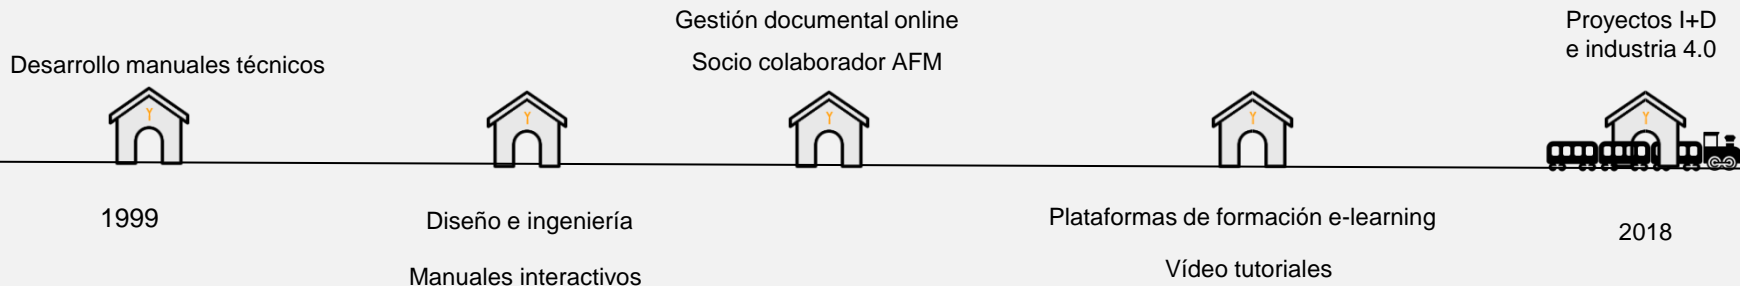 Desarrollo manuales técnicos
1999
Diseño e ingeniería
Manuales interactivos
Gestión documental online
Socio colaborador AFM
Plataformas de formación e-learning
Vídeo tutoriales
Proyectos I+D
e industria 4.0
2018